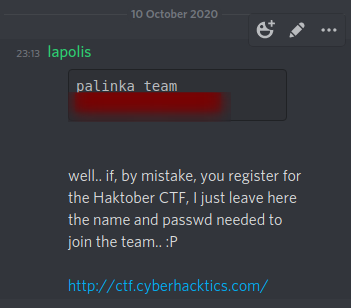 10 October 2020
23:13 lapolis
palinka team
well.. if, by mistake, you register for
the Haktober CTF, I just leave here
the name and passwd needed to
join the team.. :P
http://ctf.cyberhacktics.com/